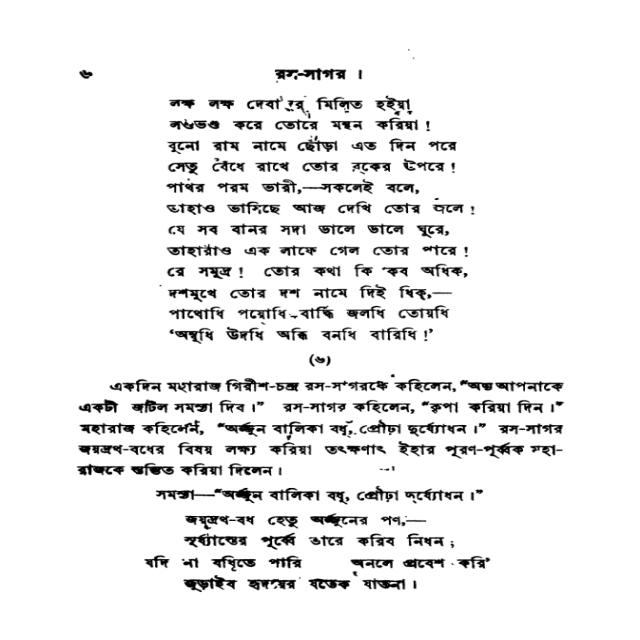 ৬ রস-সাগর ।
লক্ষ লক্ষ দেবাসুর মিলিত হইয়া
লণ্ডভণ্ড করে তোরে মন্থন করিয়া !
বুনো রাম নামে ছোঁড়া এত দিন পরে
সেতু বেঁধে রাখে তোর বুকের উপরে !
পাথর পরম ভারী,—সকলেই বলে,
তাহাও ভাসিছে আজ দেখি তোর জলে !
যে সব বানর সদা ডালে ডালে ঘুরে,
তাহারাও এক লাফে গেল তোর পারে !
রে সমুদ্র ! তোর কথা কি কব অধিক,
দশমুখে তোর দশ নামে দিই ধিক্,—
পাথোধি পয়োধি বার্দ্ধি জলধি তোয়ধি
‘অম্বুধি উদধি অব্ধি বনধি বারিধি !’
(৬)
একদিন মহারাজ গিরীশ-চন্দ্র রস-সাগরকে কহিলেন, “অদ্য আপনাকে
একটী জটিল সমস্যা দিব ।” রস-সাগর কহিলেন, “কৃপা করিয়া দিন ।”
মহারাজ কহিলেন, “অর্জ্জুন বালিকা বধূ, প্রৌঢ়া দুর্য্যোধন ।” রস-সাগর
জয়দ্রথ-বধের বিষয় লক্ষ্য করিয়া তৎক্ষণাৎ ইহার পূরণ-পূর্ব্বক মহা-
রাজকে স্তম্ভিত করিয়া দিলেন ।
সমস্যা—“অর্জ্জুন বালিকা বধূ, প্রৌঢ়া দুর্য্যোধন ।”
জয়দ্রথ-বধ হেতু অর্জ্জুনের পণ,—
সূর্য্যাস্তের পূর্ব্বে তারে করিব নিধন ;
যদি না বধিতে পারি অনলে প্রবেশ করি’
জুড়াইব হৃদয়ের যতেক যাতনা ।